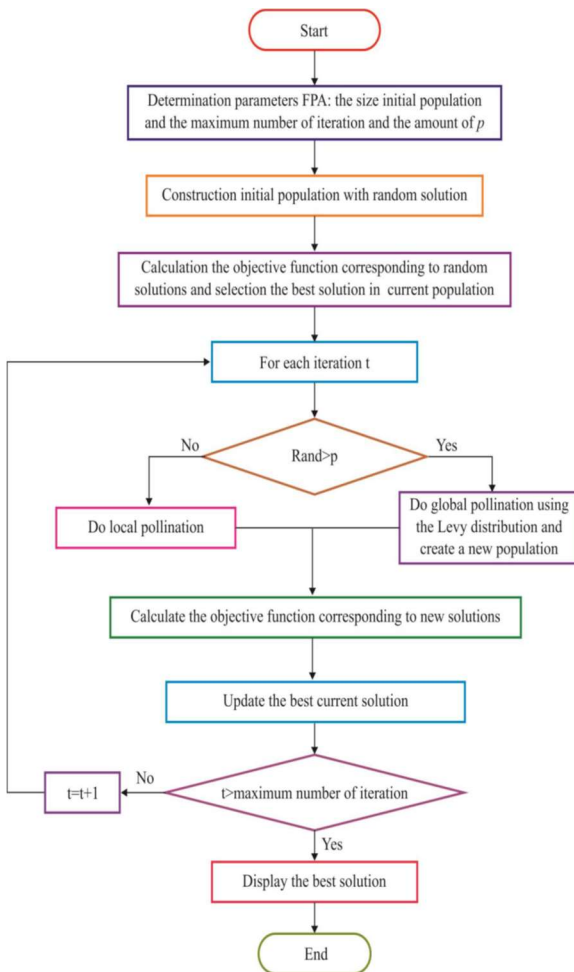 Start
Determination parameters FPA: the size initial population
and the maximum number of iteration and the amount of p
Construction initial population with random solution
Calculation the objective function corresponding to random
solutions and selection the best solution in current population
For each iteration t
No
Rand>p
Yes
Do local pollination
Do global pollination using
the Levy distribution and
create a new population
Calculate the objective function corresponding to new solutions
Update the best current solution
t=t+1
No
t>maximum number of iteration
Yes
Display the best solution
End